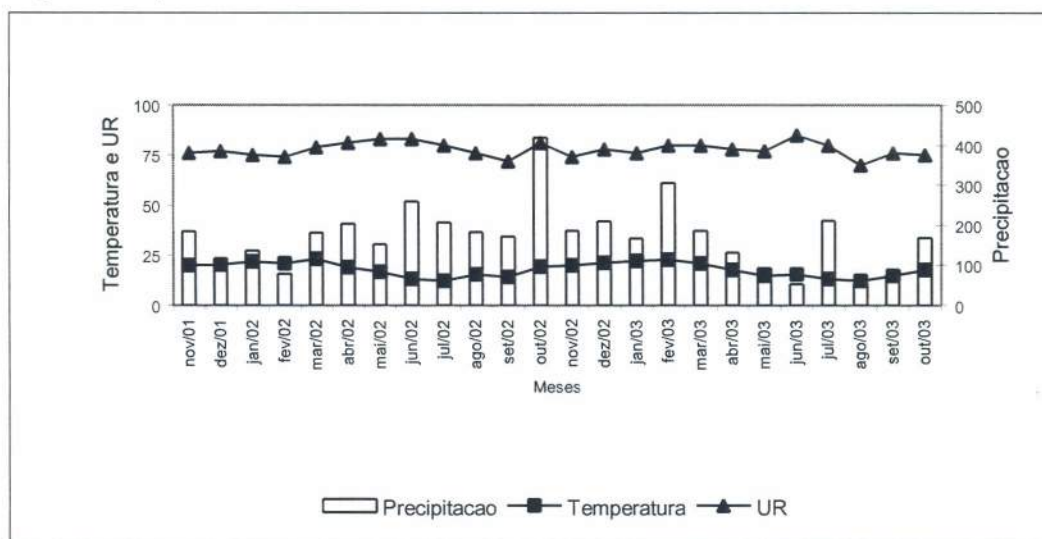 100
75
50
25
0
Temperatura e UR
500
400
300
200
100
0
Precipitacao
nov/01
dez/01
jan/02
fev/02
mar/02
abr/02
mai/02
jun/02
jul/02
ago/02
set/02
out/02
nov/02
dez/02
jan/03
fev/03
mar/03
abr/03
mai/03
jun/03
jul/03
ago/03
set/03
out/03
Meses
Precipitacao Temperatura UR